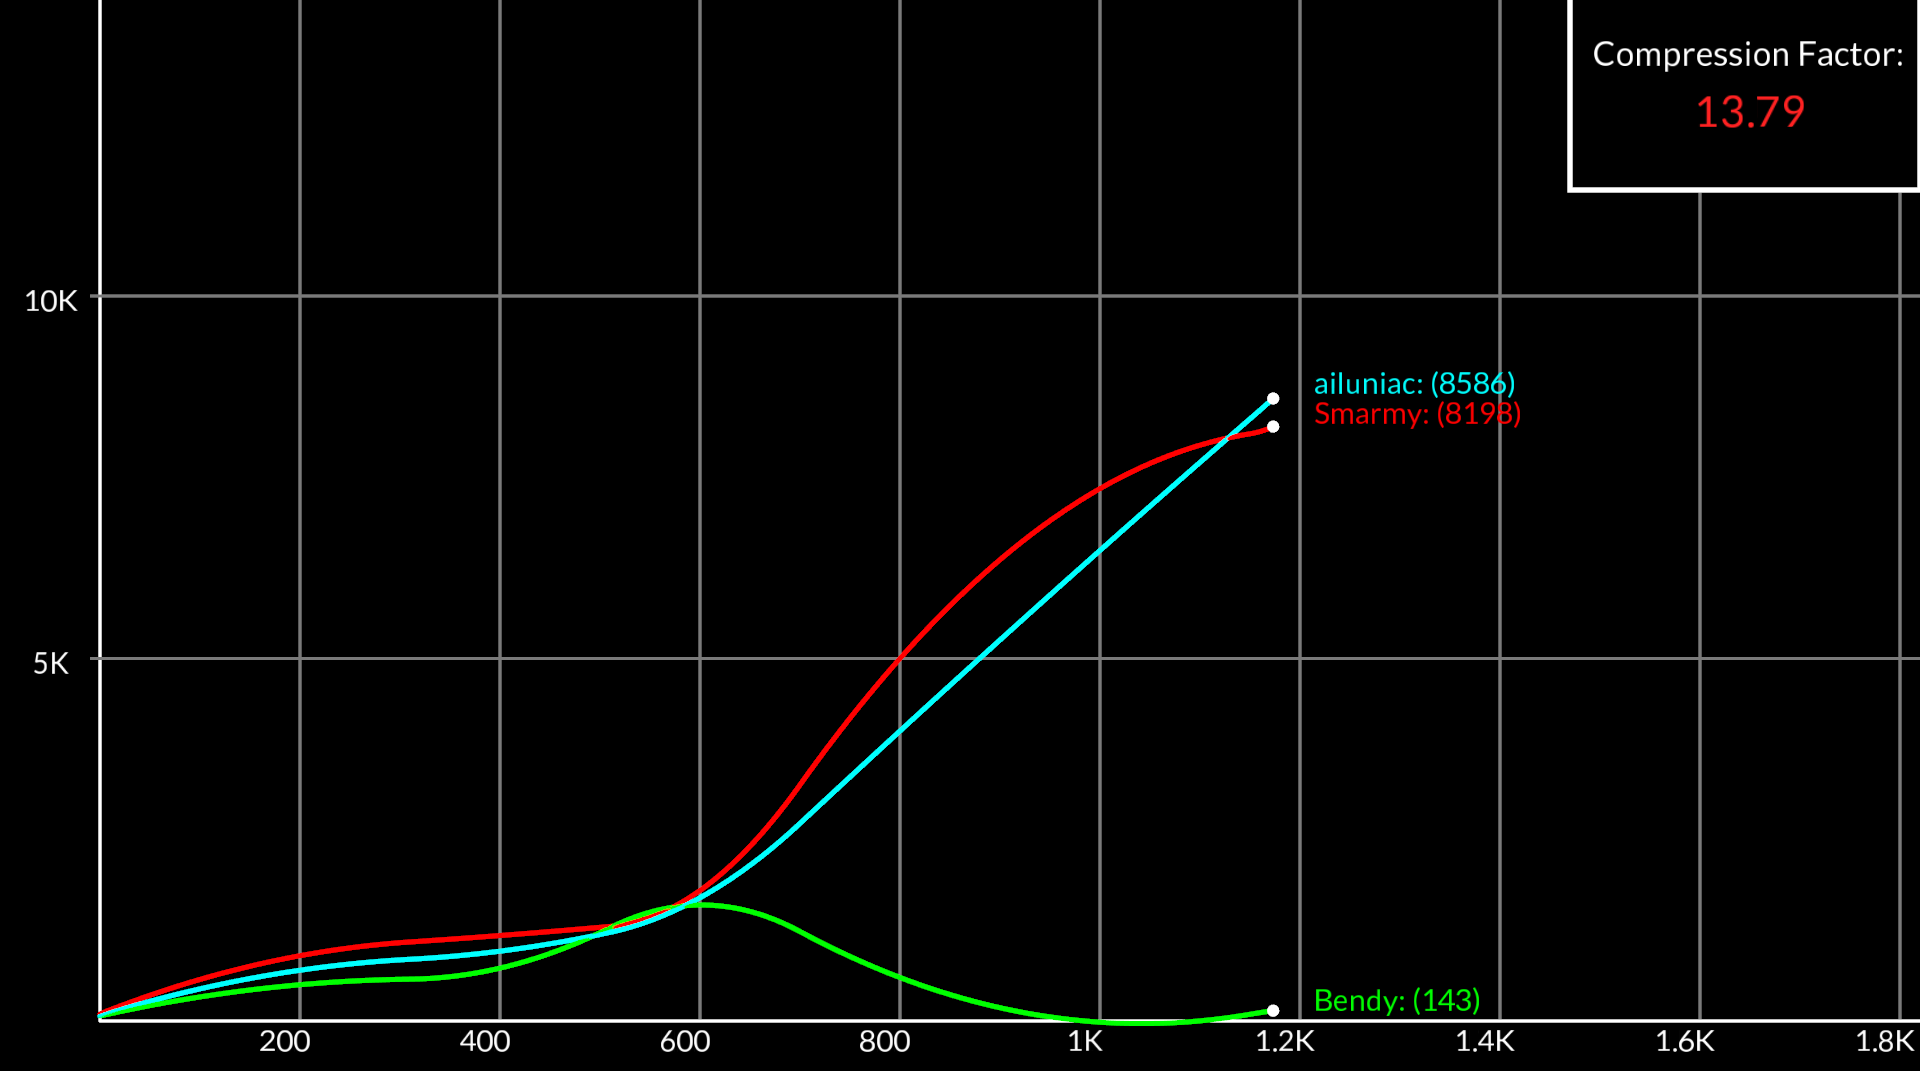 Compression Factor:
13.79
10K
ailuniac: (8586)
Smarmy: (8198)
5K
Bendy: (143)
200 400 600 800 1K 1.2K 1.4K 1.6K 1.8K